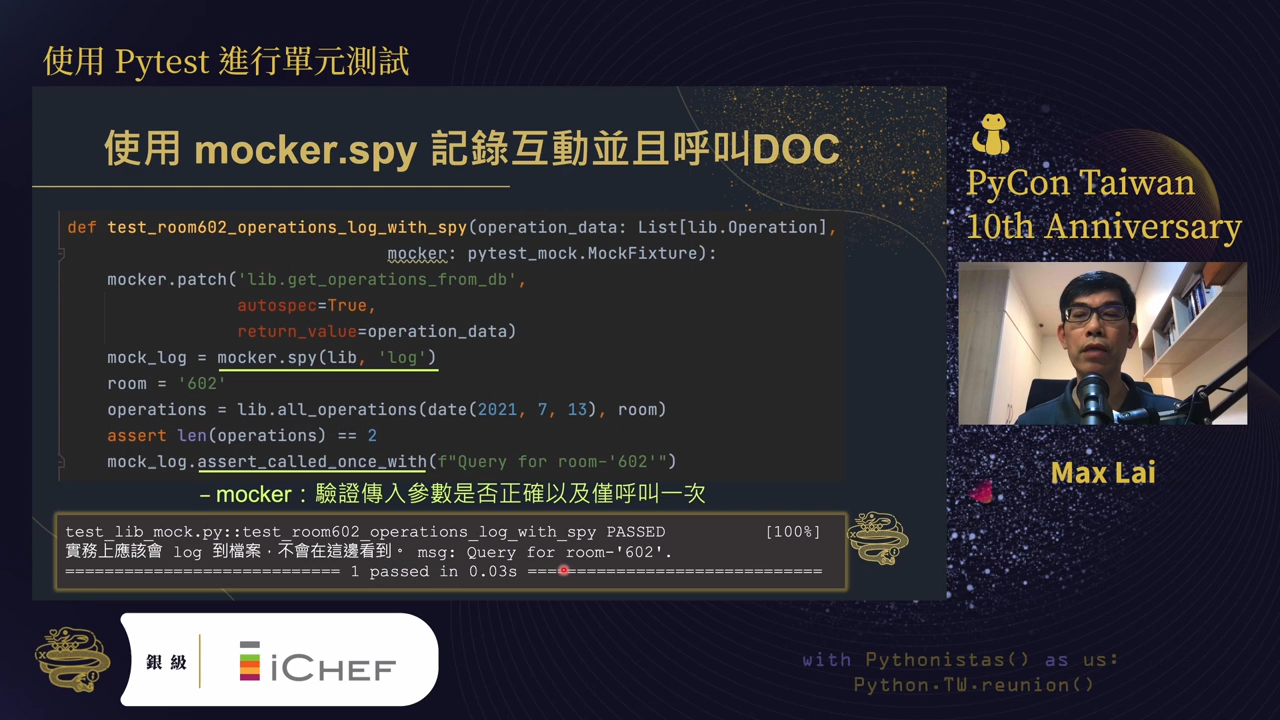 使用 Pytest 進行單元測試
使用 mocker.spy 記錄互動並且呼叫DOC
def test_room602_operations_log_with_spy(operation_data: List[lib.Operation],
mocker: pytest_mock.MockFixture):
mocker.patch('lib.get_operations_from_db',
autospec=True,
return_value=operation_data)
mock_log = mocker.spy(lib, 'log')
room = '602'
operations = lib.all_operations(date(2021, 7, 13), room)
assert len(operations) == 2
mock_log.assert_called_once_with(f"Query for room-'602'")
– mocker：驗證傳入參數是否正確以及僅呼叫一次
test_lib_mock.py::test_room602_operations_log_with_spy PASSED [100%]
實務上應該會 log 到檔案，不會在這邊看到。 msg: Query for room-'602'.
============================ 1 passed in 0.03s ==============================
PyCon Taiwan
10th Anniversary
Max Lai
銀級
iCHEF
with Pythonistas() as us:
Python.TW.reunion()